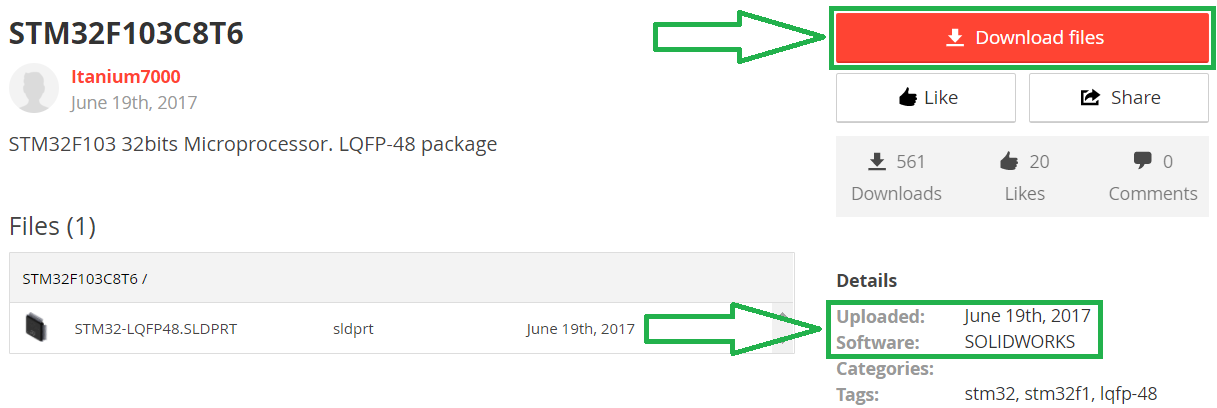 STM32F103C8T6
Itanium7000
June 19th, 2017
STM32F103 32bits Microprocessor. LQFP-48 package
Files (1)
STM32F103C8T6 /
STM32-LQFP48.SLDPRT sldprt June 19th, 2017
Download files
Like Share
561 20 0
Downloads Likes Comments
Details
Uploaded: June 19th, 2017
Software: SOLIDWORKS
Categories:
Tags: stm32, stm32f1, lqfp-48